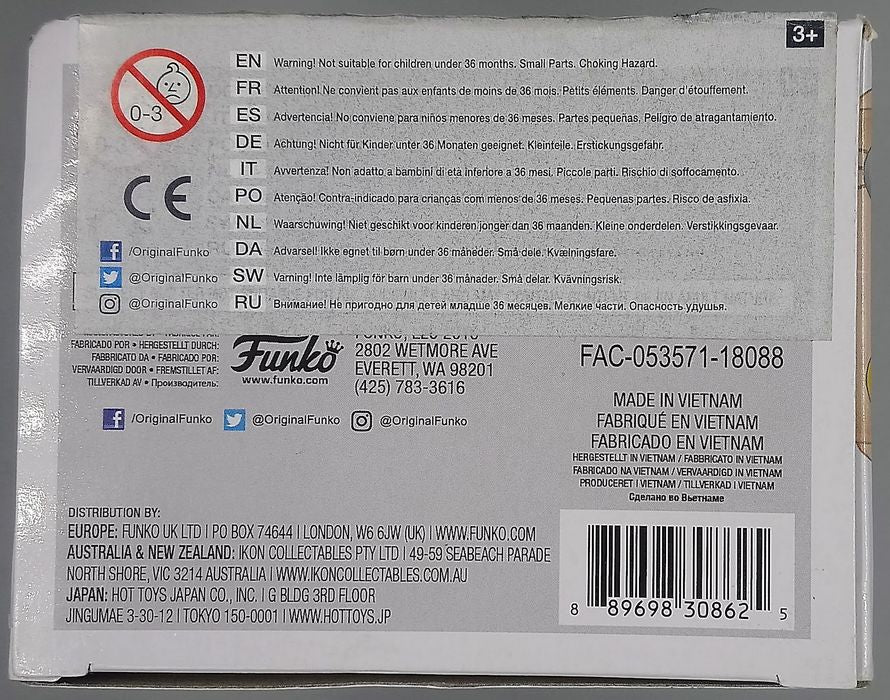 3+
0-3
EN Warning! Not suitable for children under 36 months. Small Parts. Choking Hazard.
FR Attention! Ne convient pas aux enfants de moins de 36 mois. Petits éléments. Danger d'étouffement.
ES Advertencia! No conviene para niños menores de 36 meses. Partes pequeñas. Peligro de atragantamiento.
DE Achtung! Nicht für Kinder unter 36 Monaten geeignet. Kleinteile. Erstickungsgefahr.
IT Avvertenza! Non adatto a bambini di età inferiore a 36 mesi. Piccole parti. Rischio di soffocamento.
PO Atenção! Contra-indicado para crianças com menos de 36 meses. Pequenas partes. Risco de asfixia.
NL Waarschuwing! Niet geschikt voor kinderen jonger dan 36 maanden. Kleine onderdelen. Verstikkingsgevaar.
DA Advarsel! Ikke egnet til børn under 36 måneder. Små dele. Kvælningsfare.
SW Varning! Inte lämplig för barn under 36 månader. Små delar. Kvävningsrisk.
RU Внимание! Не пригодно для детей младше 36 месяцев. Мелкие части. Опасность удушья.
CE
/OriginalFunko
@OriginalFunko
@OriginalFunko
FABRICADO POR • HERGESTELLT DURCH:
FABBRICATO DA • FABRICADO POR:
VERVAARDIGD DOOR • FREMSTILLET AF:
TILLVERKAD AV • Производитель:
Funko
www.funko.com
2802 WETMORE AVE
EVERETT, WA 98201
(425) 783-3616
FAC-053571-18088
/OriginalFunko @OriginalFunko @OriginalFunko
MADE IN VIETNAM
FABRIQUÉ EN VIETNAM
FABRICADO EN VIETNAM
HERGESTELLT IN VIETNAM / FABBRICATO IN VIETNAM
FABRICADO NA VIETNAM / VERVAARDIGD IN VIETNAM
PRODUCERET I VIETNAM / TILLVERKAD I VIETNAM
Сделано во Вьетнаме
DISTRIBUTION BY:
EUROPE: FUNKO UK LTD | PO BOX 74644 | LONDON, W6 6JW (UK) | WWW.FUNKO.COM
AUSTRALIA & NEW ZEALAND: IKON COLLECTABLES PTY LTD | 49-59 SEABEACH PARADE
NORTH SHORE, VIC 3214 AUSTRALIA | WWW.IKONCOLLECTABLES.COM.AU
JAPAN: HOT TOYS JAPAN CO., INC. | G BLDG 3RD FLOOR
JINGUMAE 3-30-12 | TOKYO 150-0001 | WWW.HOTTOYS.JP
8 89698 30862 5